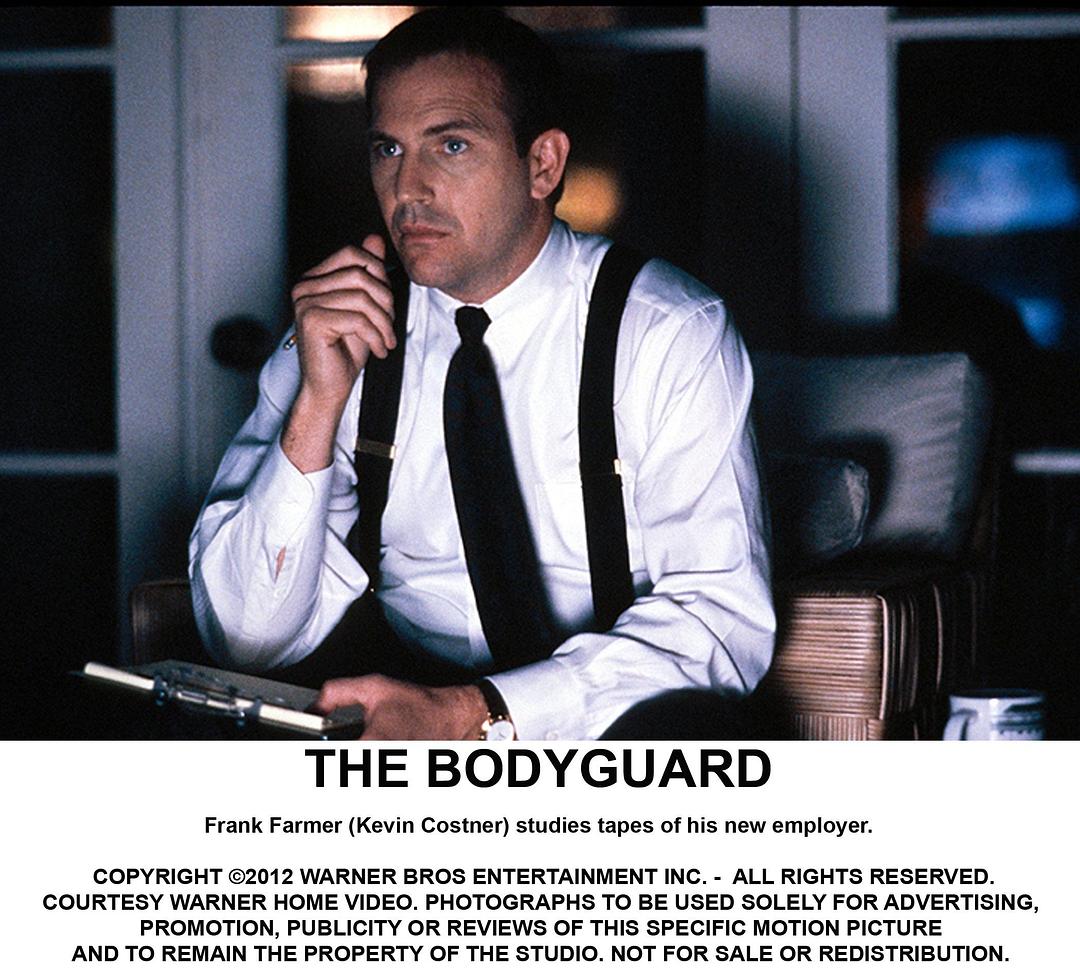 THE BODYGUARD
Frank Farmer (Kevin Costner) studies tapes of his new employer.
COPYRIGHT ©2012 WARNER BROS ENTERTAINMENT INC. - ALL RIGHTS RESERVED.
COURTESY WARNER HOME VIDEO. PHOTOGRAPHS TO BE USED SOLELY FOR ADVERTISING,
PROMOTION, PUBLICITY OR REVIEWS OF THIS SPECIFIC MOTION PICTURE
AND TO REMAIN THE PROPERTY OF THE STUDIO. NOT FOR SALE OR REDISTRIBUTION.